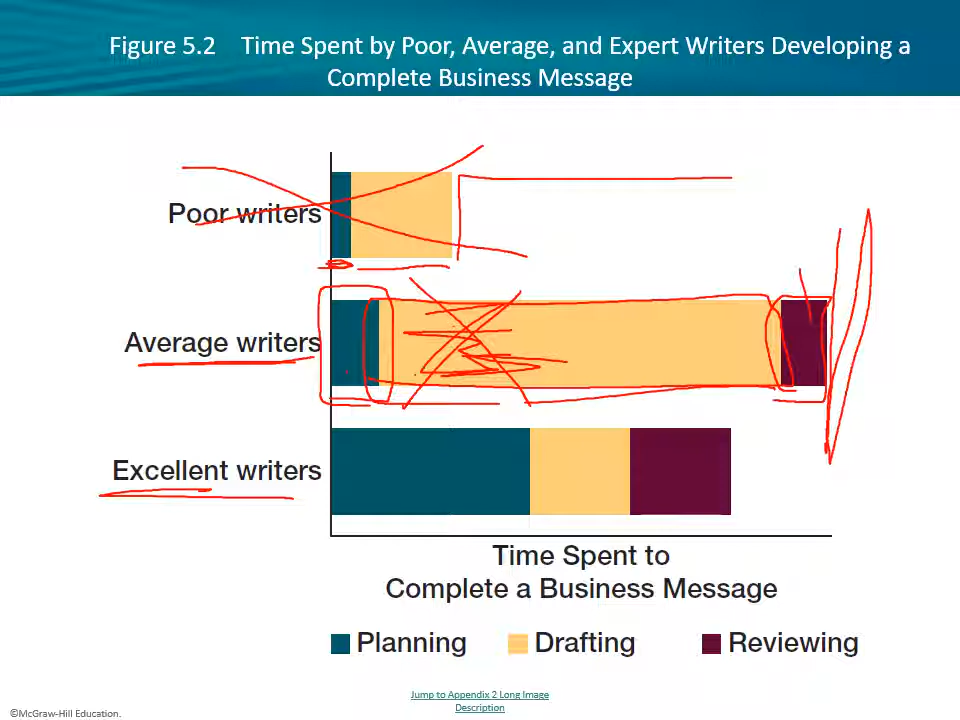 Figure 5.2 Time Spent by Poor, Average, and Expert Writers Developing a
Complete Business Message
Poor writers
Average writers
Excellent writers
Time Spent to
Complete a Business Message
Planning Drafting Reviewing
Jump to Appendix 2 Long Image
Description
©McGraw-Hill Education.